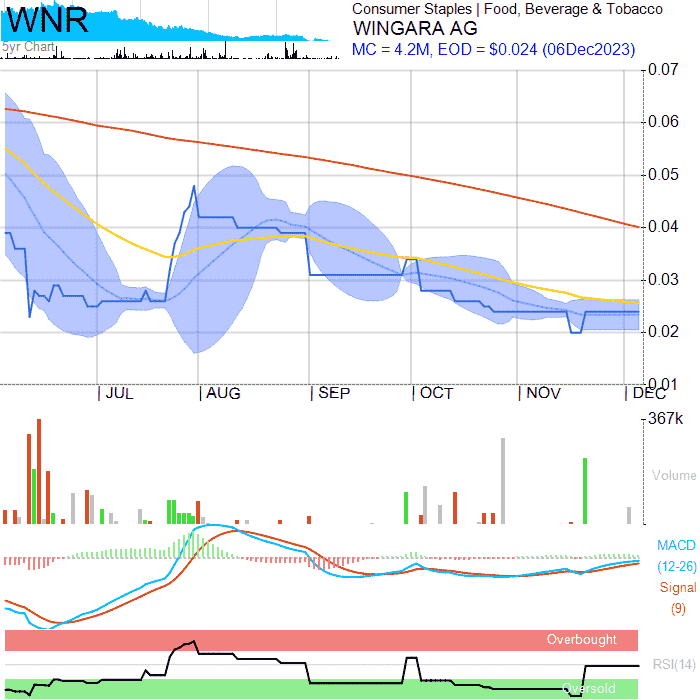 WNR
5yr Chart
Consumer Staples | Food, Beverage & Tobacco
WINGARA AG
MC = 4.2M, EOD = $0.024 (06Dec2023)
0.07
0.06
0.05
0.04
0.03
0.02
0.01
JUL AUG SEP OCT NOV DEC
367k
Volume
MACD
(12-26)
Signal
(9)
Overbought
RSI(14)
Oversold